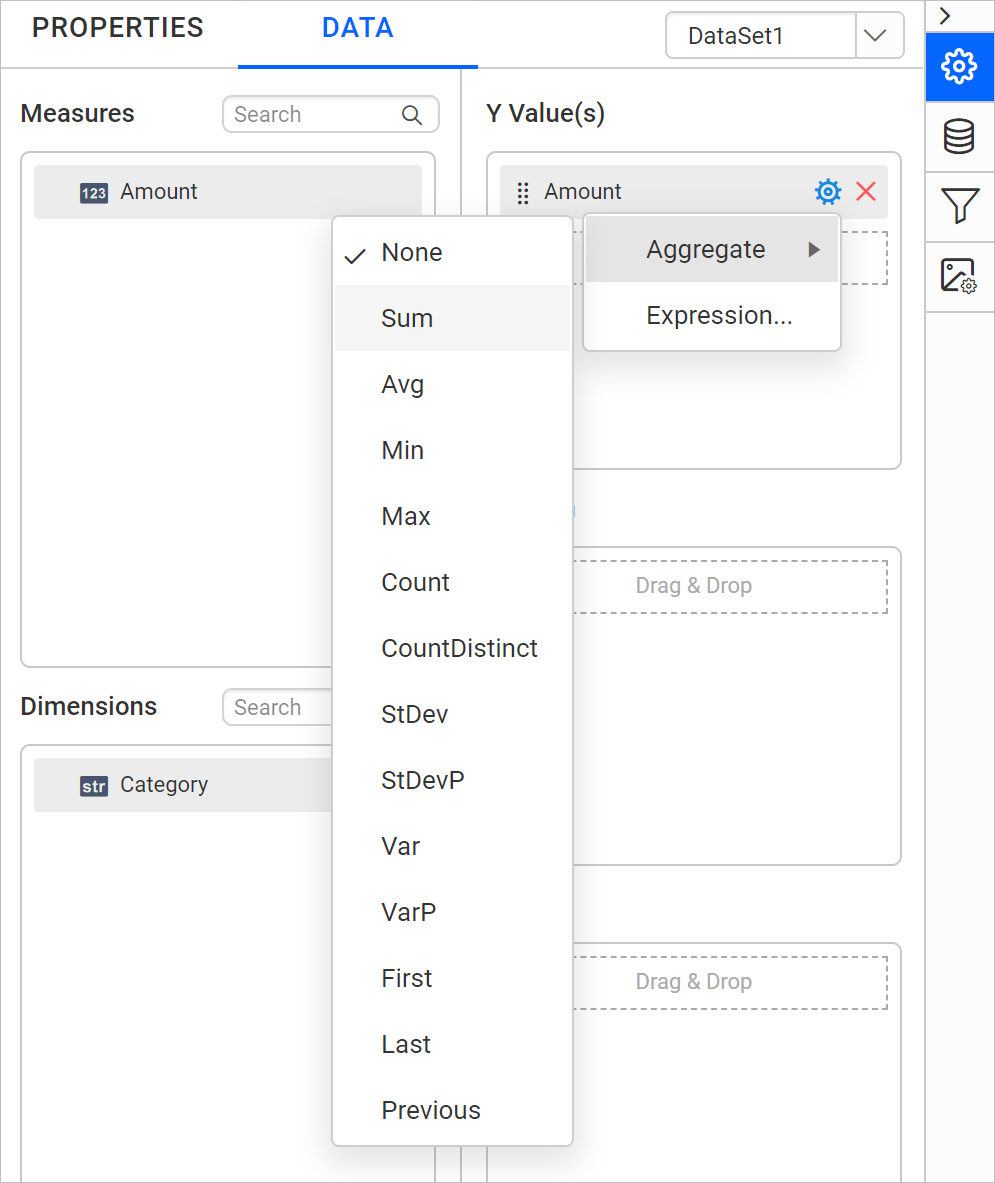 PROPERTIES
DATA
DataSet1
Measures
Search
Y Value(s)
123 Amount
Amount
None
Sum
Avg
Min
Max
Count
CountDistinct
StDev
StDevP
Var
VarP
First
Last
Previous
Aggregate
Expression...
Drag & Drop
Dimensions
Search
str Category
Drag & Drop